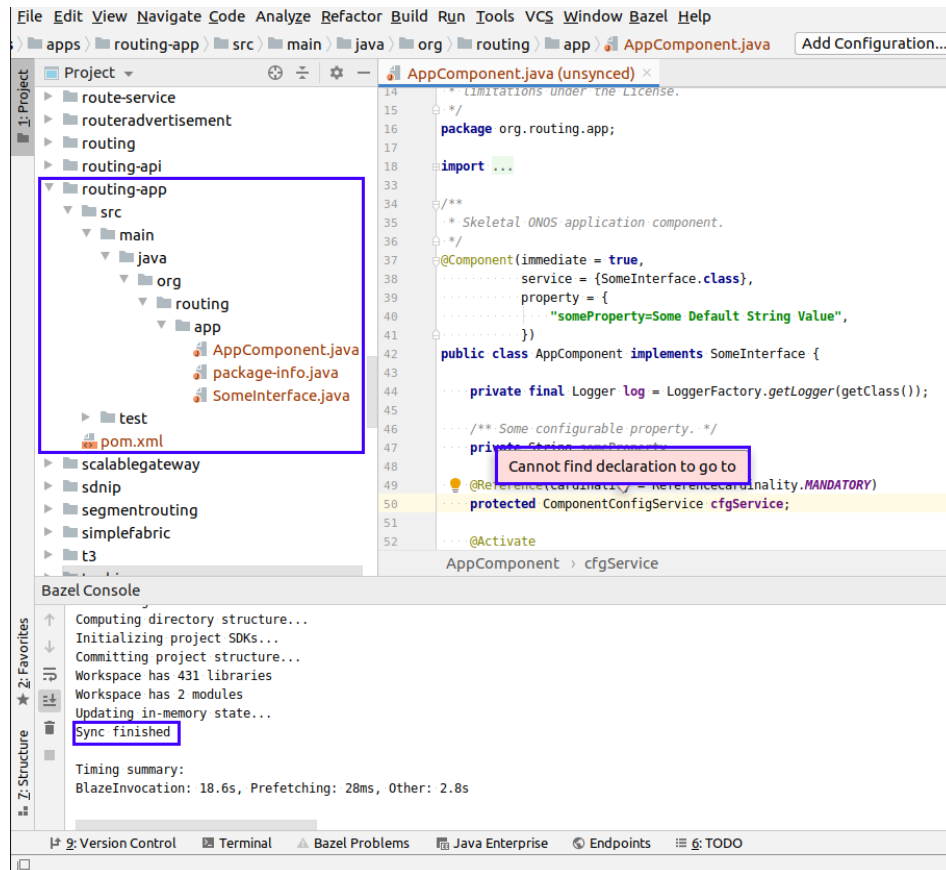 File Edit View Navigate Code Analyze Refactor Build Run Tools VCS Window Bazel Help
apps routing-app src main java org routing app AppComponent.java Add Configuration...
1: Project
Project
route-service
routeradvertisement
routing
routing-api
routing-app
src
main
java
org
routing
app
AppComponent.java
package-info.java
SomeInterface.java
test
pom.xml
scalablegateway
sdnip
segmentrouting
simplefabric
t3
AppComponent.java (unsynced)
14 * limitations under the License.
15 */
16 package org.routing.app;
17
18 import ...
33
34 /**
35 * Skeletal ONOS application component.
36 */
37 @Component(immediate = true,
38 service = {SomeInterface.class},
39 property = {
40 "someProperty=Some Default String Value",
41 })
42 public class AppComponent implements SomeInterface {
43
44 private final Logger log = LoggerFactory.getLogger(getClass());
45
46 /** Some configurable property. */
47 private String someProperty
48
Cannot find declaration to go to
49 @Reference(cardinality = ReferenceCardinality.MANDATORY)
50 protected ComponentConfigService cfgService;
51
52 @Activate
AppComponent › cfgService
Bazel Console
Computing directory structure...
Initializing project SDKs...
Committing project structure...
Workspace has 431 libraries
Workspace has 2 modules
Updating in-memory state...
Sync finished
Timing summary:
BlazeInvocation: 18.6s, Prefetching: 28ms, Other: 2.8s
2: Favorites
Z: Structure
9: Version Control Terminal Bazel Problems Java Enterprise Endpoints 6: TODO